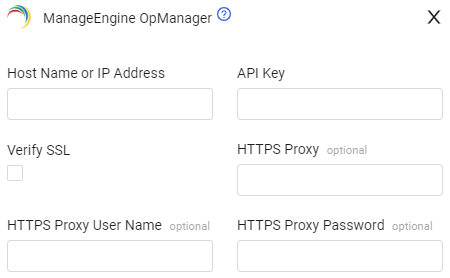 ManageEngine OpManager ?
X
Host Name or IP Address
API Key
Verify SSL
HTTPS Proxy optional
HTTPS Proxy User Name optional
HTTPS Proxy Password optional